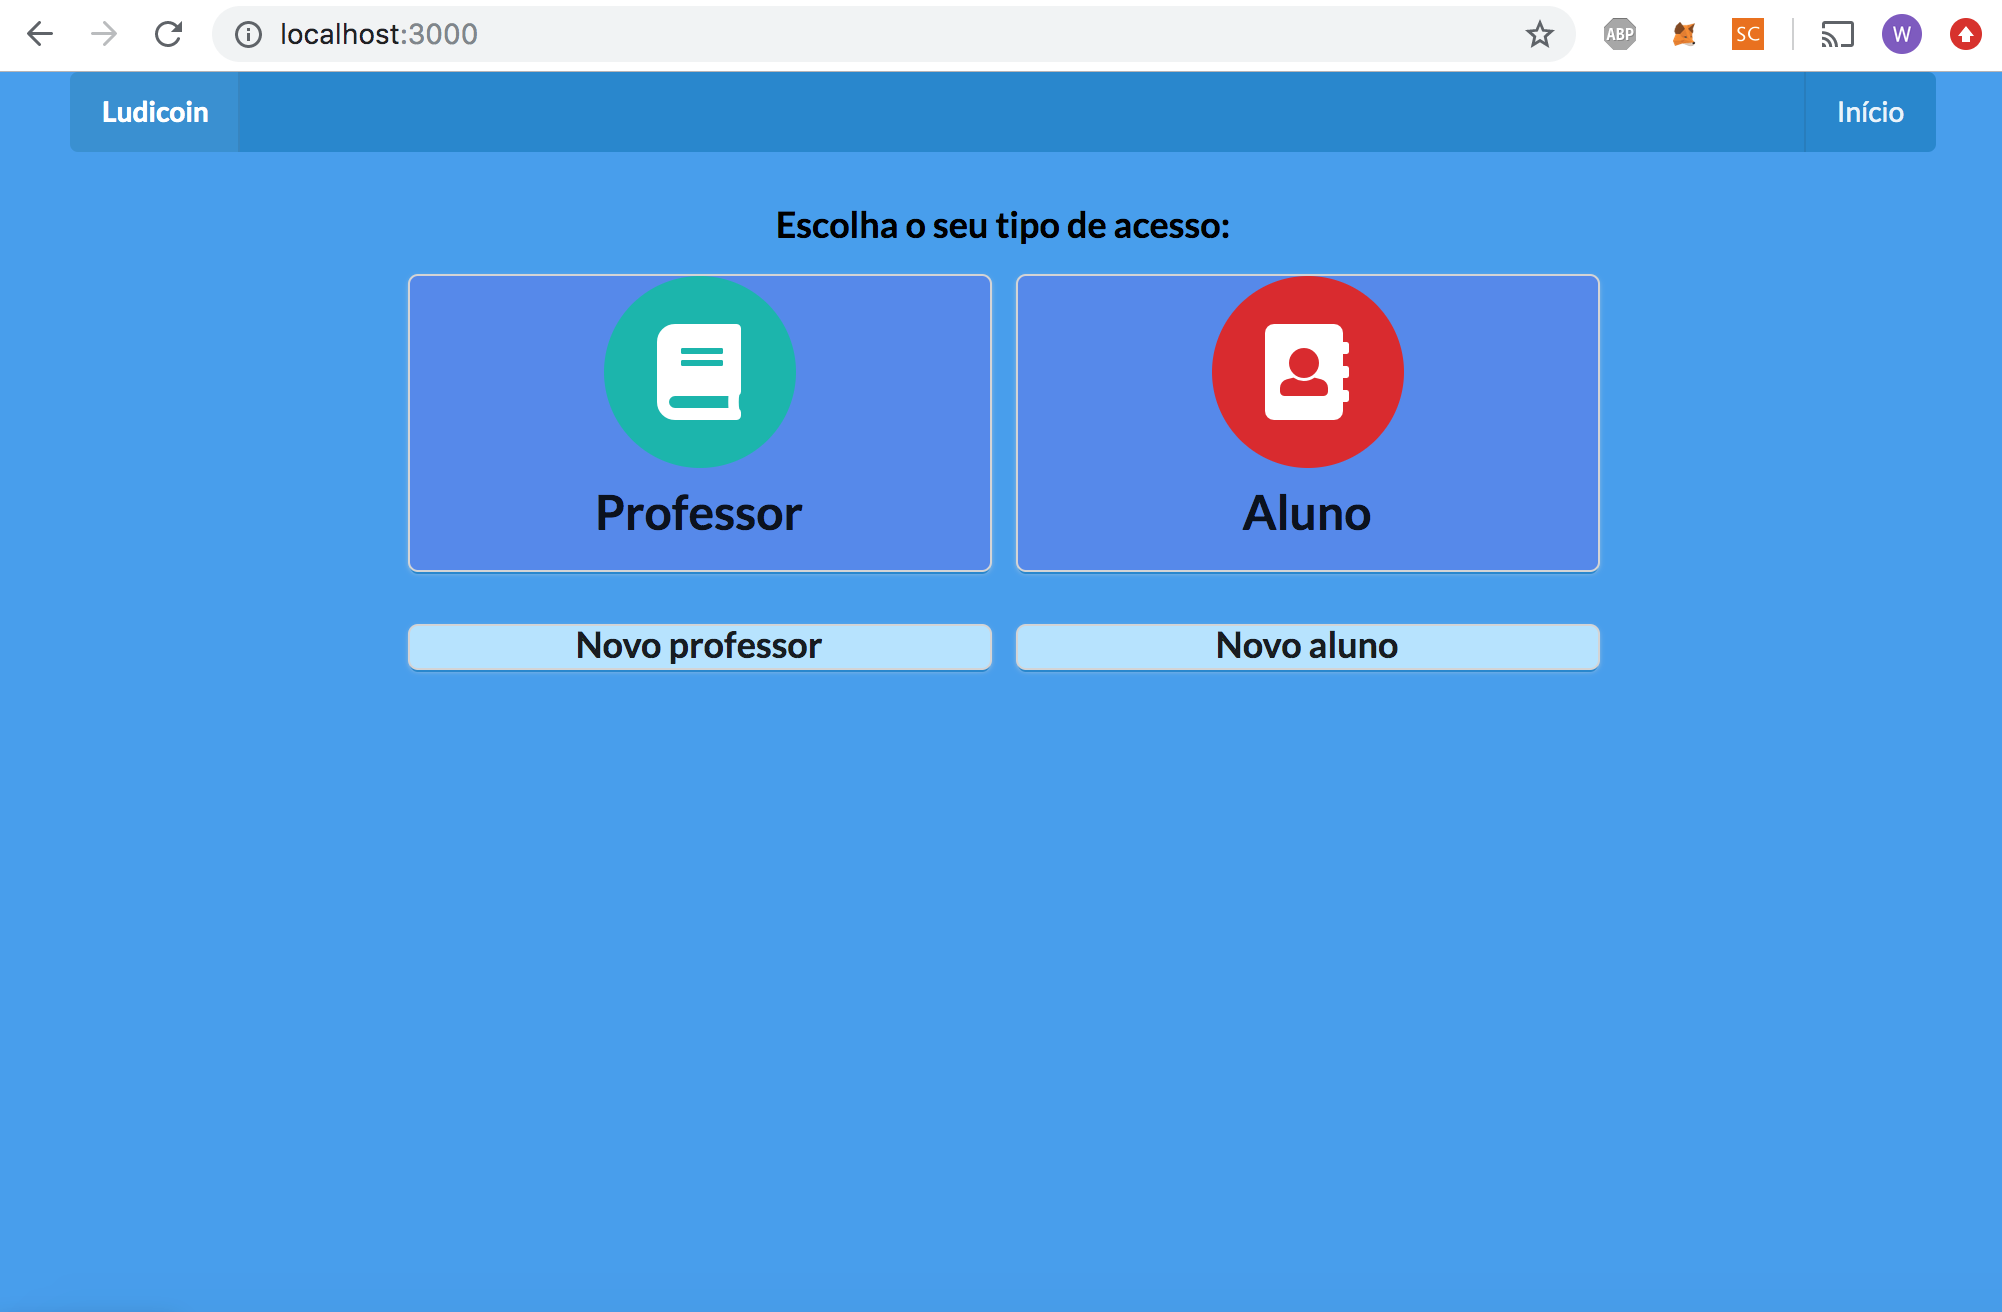 localhost:3000
ABP
SC
W
Ludicoin
Início
Escolha o seu tipo de acesso:
Professor
Aluno
Novo professor
Novo aluno